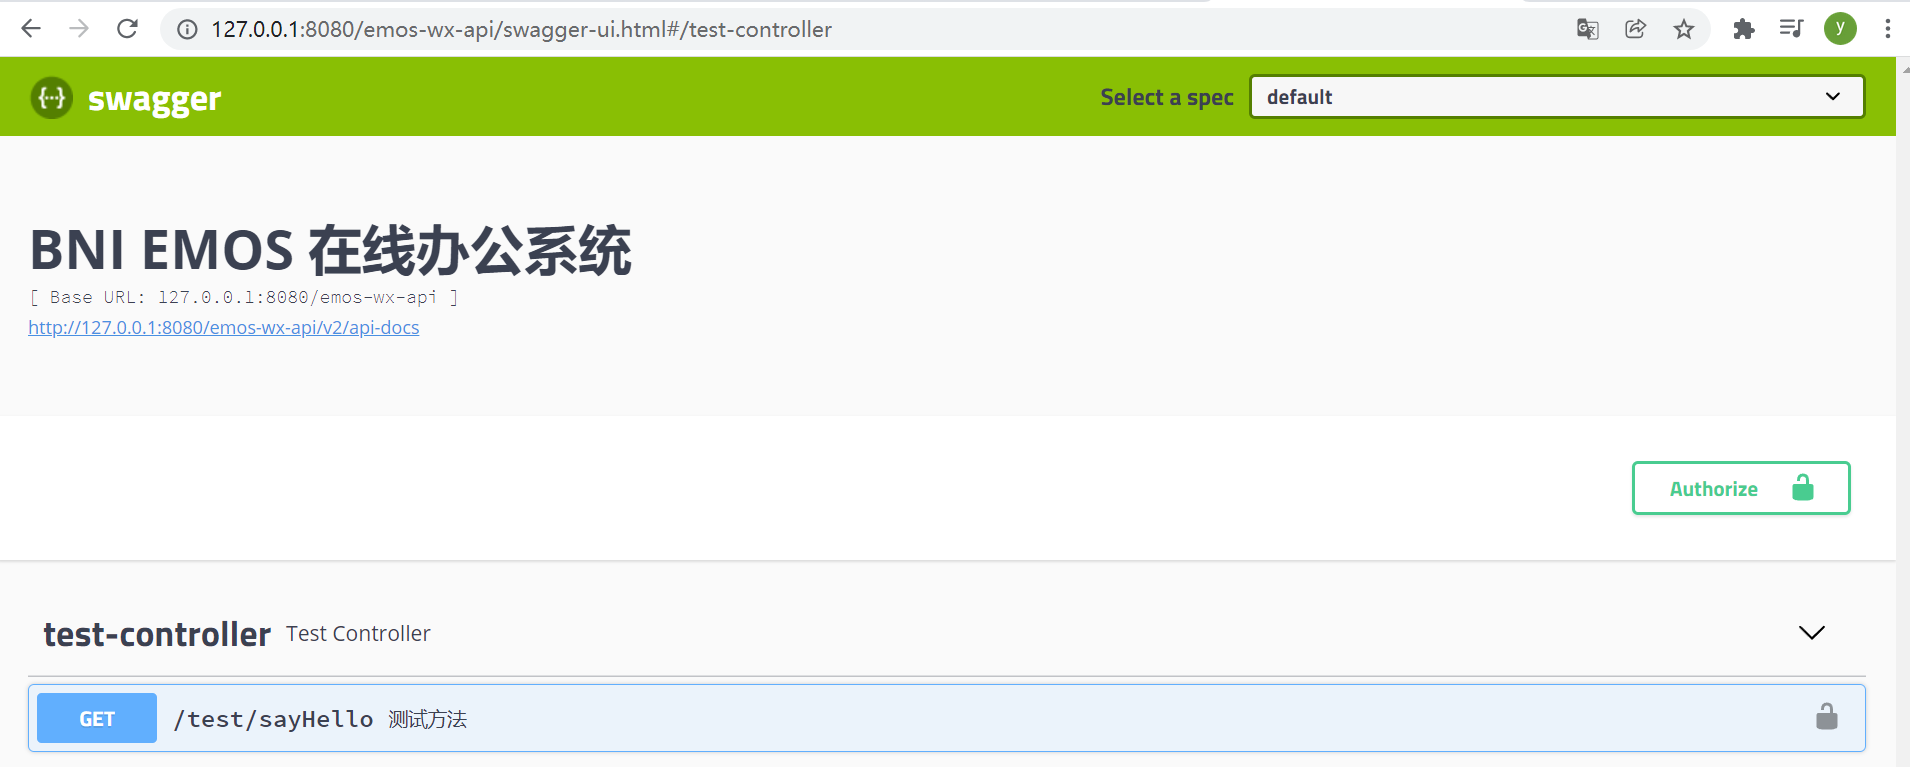 127.0.0.1:8080/emos-wx-api/swagger-ui.html#/test-controller
y
{···} swagger
Select a spec
default
BNI EMOS 在线办公系统
[ Base URL: 127.0.0.1:8080/emos-wx-api ]
http://127.0.0.1:8080/emos-wx-api/v2/api-docs
Authorize
test-controller Test Controller
GET /test/sayHello 测试方法